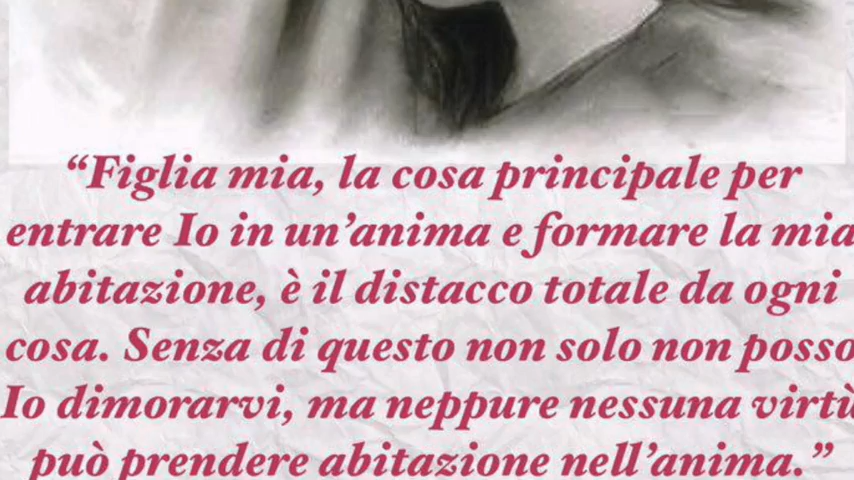 “Figlia mia, la cosa principale per
entrare Io in un’anima e formare la mia
abitazione, è il distacco totale da ogni
cosa. Senza di questo non solo non posso
Io dimorarvi, ma neppure nessuna virtù
può prendere abitazione nell’anima.”